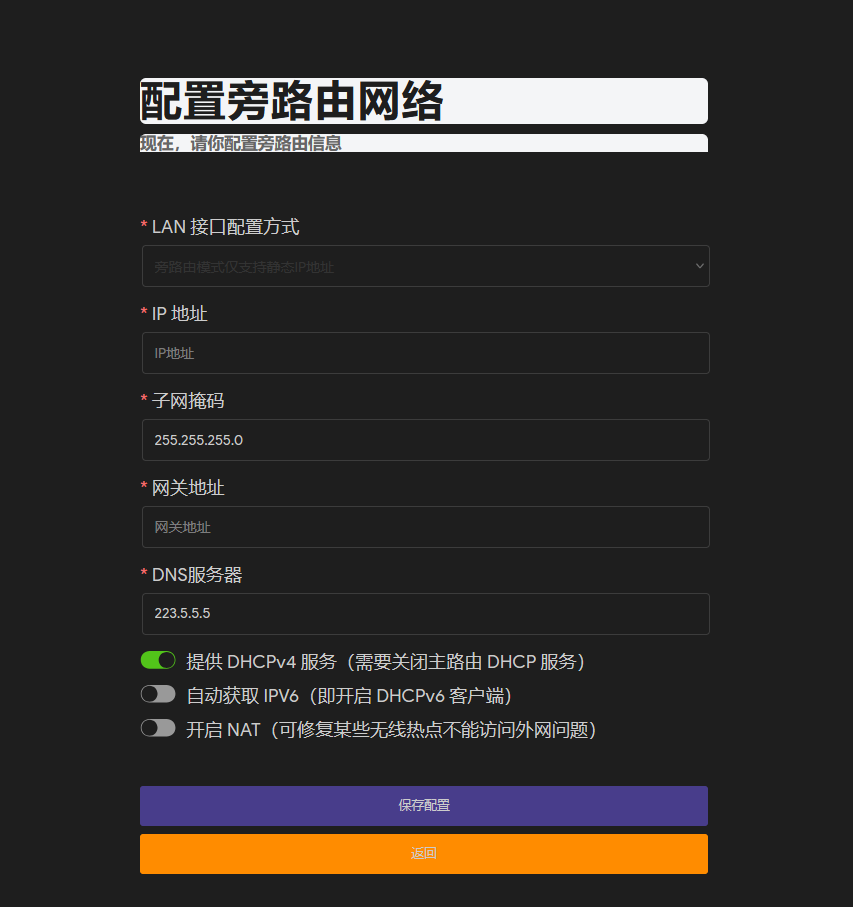 配置旁路由网络
现在，请你配置旁路由信息
* LAN 接口配置方式
旁路由模式仅支持静态IP地址
* IP 地址
IP地址
* 子网掩码
255.255.255.0
* 网关地址
网关地址
* DNS服务器
223.5.5.5
提供 DHCPv4 服务（需要关闭主路由 DHCP 服务）
自动获取 IPV6（即开启 DHCPv6 客户端）
开启 NAT（可修复某些无线热点不能访问外网问题）
保存配置
返回